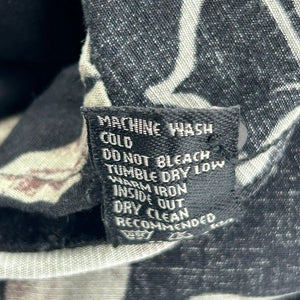 MACHINE WASH
COLD
DO NOT BLEACH
TUMBLE DRY LOW
WARM IRON
INSIDE OUT
DRY CLEAN
RECOMMENDED